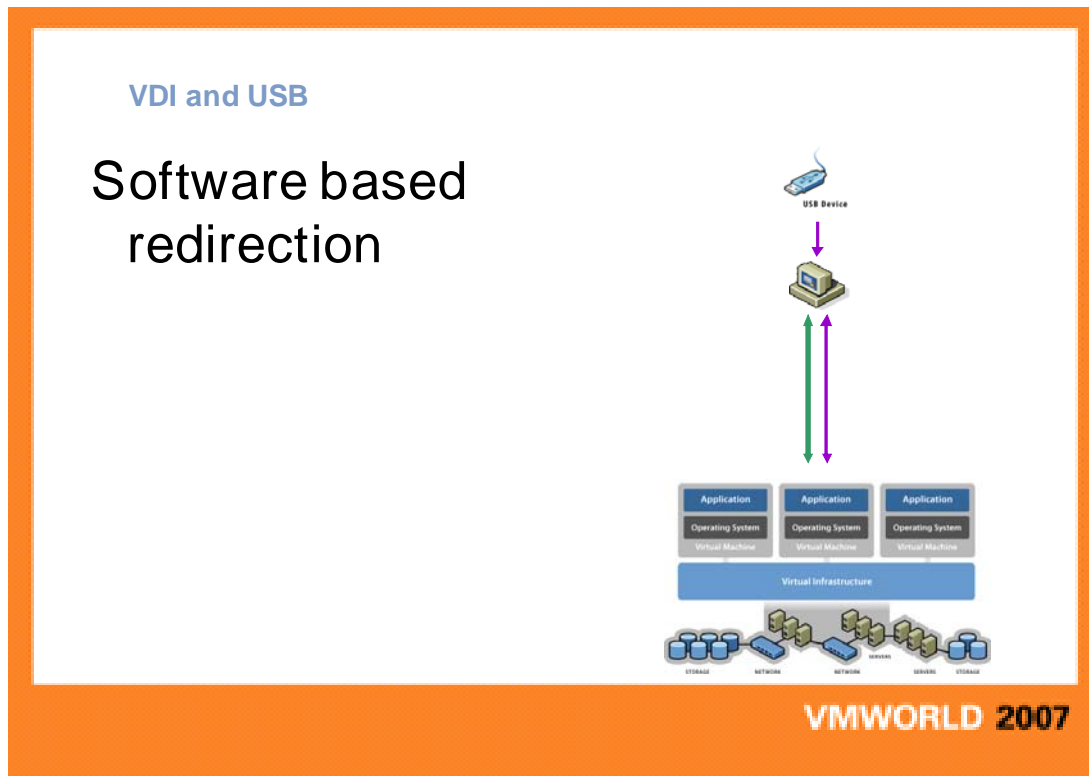 VDI and USB
Software based
redirection
USB Device
Application Application Application
Operating System Operating System Operating System
Virtual Machine Virtual Machine Virtual Machine
Virtual Infrastructure
SERVERS
STORAGE NETWORK NETWORK SERVERS STORAGE
VMWORLD 2007